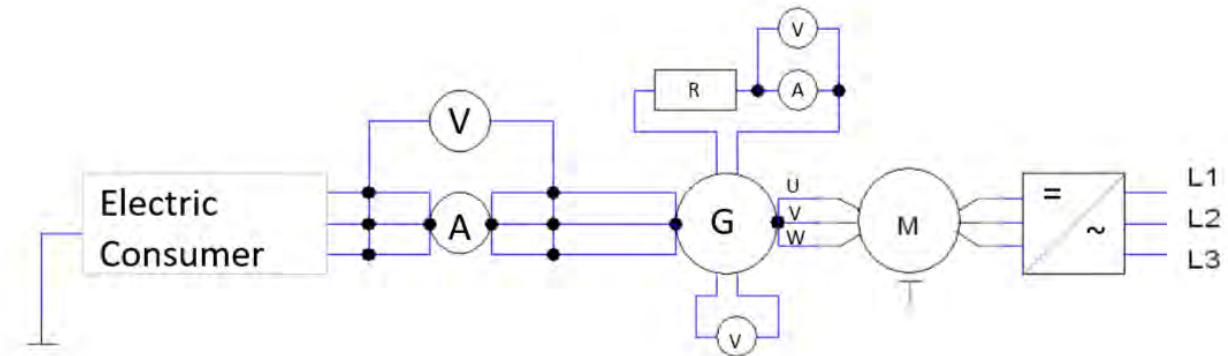 V
R
A
V
Electric
Consumer
A
G
U
V
W
M
=
~
L1
L2
L3
V